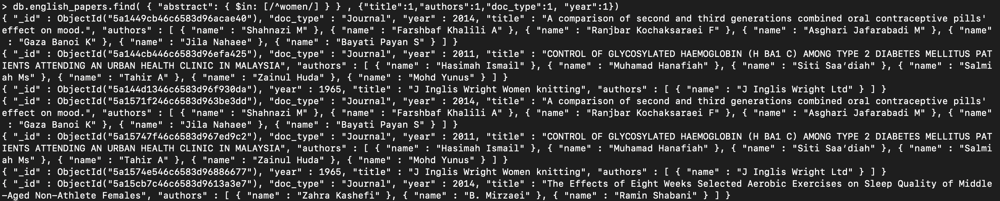 > db.english_papers.find( { "abstract": { $in: [/^women/] } } , {"title":1,"authors":1,"doc_type":1, "year":1})
{ "_id" : ObjectId("5a1449cb46c6583d96acae40"), "doc_type" : "Journal", "year" : 2014, "title" : "A comparison of second and third generations combined oral contraceptive pills'
effect on mood.", "authors" : [ { "name" : "Shahnazi M" }, { "name" : "Farshbaf Khalili A" }, { "name" : "Ranjbar Kochaksaraei F" }, { "name" : "Asghari Jafarabadi M" }, { "name"
 : "Gaza Banoi K" }, { "name" : "Jila Nahaee" }, { "name" : "Bayati Payan S" } ] }
{ "_id" : ObjectId("5a144cb446c6583d96efa425"), "doc_type" : "Journal", "year" : 2011, "title" : "CONTROL OF GLYCOSYLATED HAEMOGLOBIN (H BA1 C) AMONG TYPE 2 DIABETES MELLITUS PAT
IENTS ATTENDING AN URBAN HEALTH CLINIC IN MALAYSIA", "authors" : [ { "name" : "Hasimah Ismail" }, { "name" : "Muhamad Hanafiah" }, { "name" : "Siti Saa’diah" }, { "name" : "Salmi
ah Ms" }, { "name" : "Tahir A" }, { "name" : "Zainul Huda" }, { "name" : "Mohd Yunus" } ] }
{ "_id" : ObjectId("5a144d1346c6583d96f930da"), "year" : 1965, "title" : "J Inglis Wright Women knitting", "authors" : [ { "name" : "J Inglis Wright Ltd" } ] }
{ "_id" : ObjectId("5a1571f246c6583d963be3dd"), "doc_type" : "Journal", "year" : 2014, "title" : "A comparison of second and third generations combined oral contraceptive pills'
effect on mood.", "authors" : [ { "name" : "Shahnazi M" }, { "name" : "Farshbaf Khalili A" }, { "name" : "Ranjbar Kochaksaraei F" }, { "name" : "Asghari Jafarabadi M" }, { "name"
 : "Gaza Banoi K" }, { "name" : "Jila Nahaee" }, { "name" : "Bayati Payan S" } ] }
{ "_id" : ObjectId("5a15747f46c6583d967ed9c2"), "doc_type" : "Journal", "year" : 2011, "title" : "CONTROL OF GLYCOSYLATED HAEMOGLOBIN (H BA1 C) AMONG TYPE 2 DIABETES MELLITUS PAT
IENTS ATTENDING AN URBAN HEALTH CLINIC IN MALAYSIA", "authors" : [ { "name" : "Hasimah Ismail" }, { "name" : "Muhamad Hanafiah" }, { "name" : "Siti Saa’diah" }, { "name" : "Salmi
ah Ms" }, { "name" : "Tahir A" }, { "name" : "Zainul Huda" }, { "name" : "Mohd Yunus" } ] }
{ "_id" : ObjectId("5a1574e546c6583d96886677"), "year" : 1965, "title" : "J Inglis Wright Women knitting", "authors" : [ { "name" : "J Inglis Wright Ltd" } ] }
{ "_id" : ObjectId("5a15cb7c46c6583d9613a3e7"), "doc_type" : "Journal", "year" : 2014, "title" : "The Effects of Eight Weeks Selected Aerobic Exercises on Sleep Quality of Middle
–Aged Non–Athlete Females", "authors" : [ { "name" : "Zahra Kashefi" }, { "name" : "B. Mirzaei" }, { "name" : "Ramin Shabani" } ] }